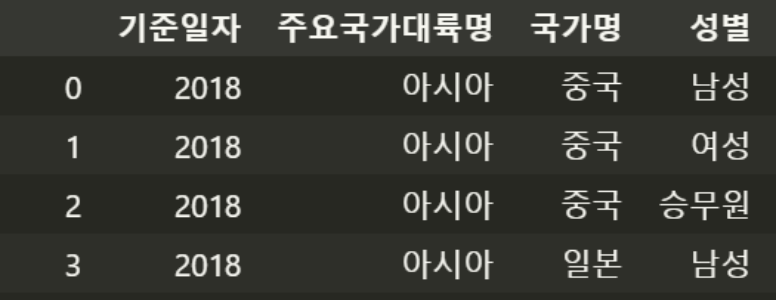 기준일자 주요국가대륙명 국가명 성별
0 2018 아시아 중국 남성
1 2018 아시아 중국 여성
2 2018 아시아 중국 승무원
3 2018 아시아 일본 남성